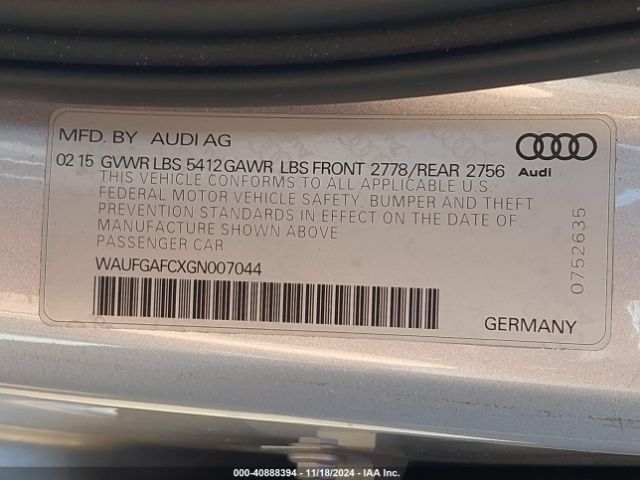 MFD. BY AUDI AG
02 15 GVWR LBS 5412GAWR LBS FRONT 2778/REAR 2756
THIS VEHICLE CONFORMS TO ALL APPLICABLE U.S.
FEDERAL MOTOR VEHICLE SAFETY, BUMPER AND THEFT
PREVENTION STANDARDS IN EFFECT ON THE DATE OF
MANUFACTURE SHOWN ABOVE
PASSENGER CAR
WAUFGAFCXGN007044
Audi
0752635
GERMANY
000-40888394 - 11/18/2024 - IAA Inc.